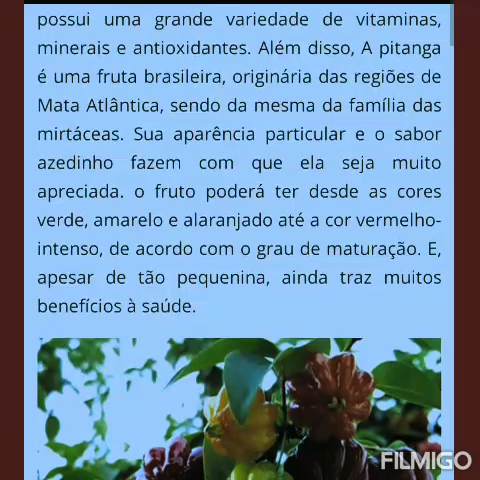 possui uma grande variedade de vitaminas,
minerais e antioxidantes. Além disso, A pitanga
é uma fruta brasileira, originária das regiões de
Mata Atlântica, sendo da mesma da família das
mirtáceas. Sua aparência particular e o sabor
azedinho fazem com que ela seja muito
apreciada. o fruto poderá ter desde as cores
verde, amarelo e alaranjado até a cor vermelho-
intenso, de acordo com o grau de maturação. E,
apesar de tão pequenina, ainda traz muitos
benefícios à saúde.
FILMIGO